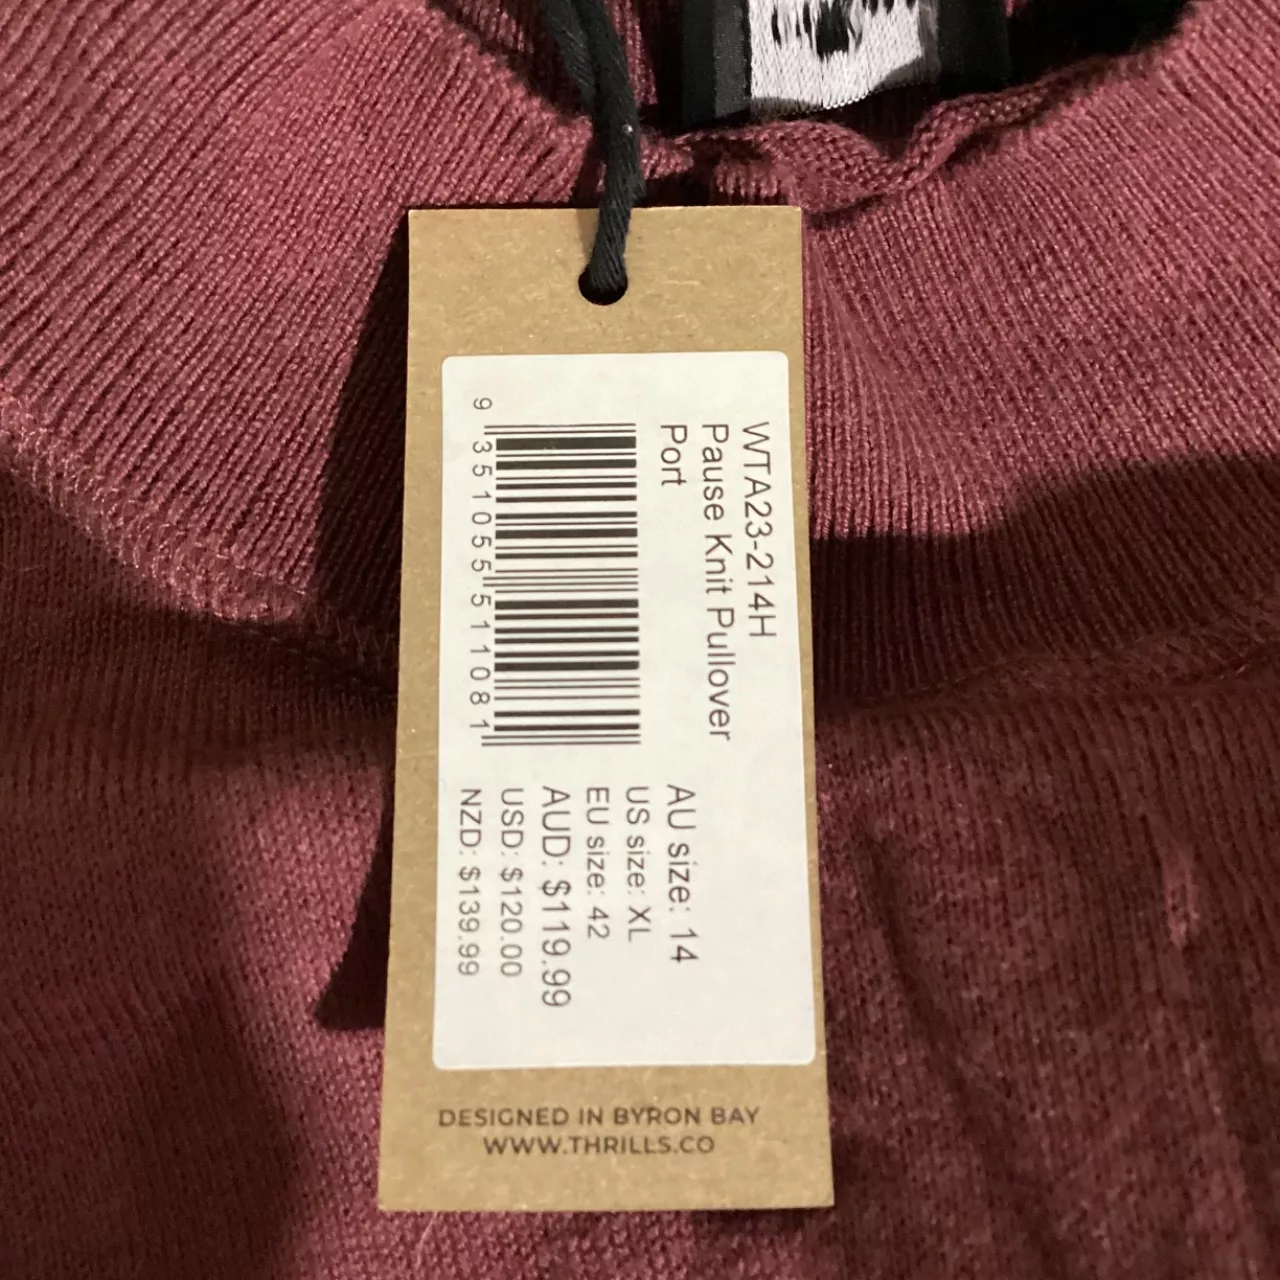 WTA23-214H
Pause Knit Pullover
Port
9 351055 511081
AU size: 14
US size: XL
EU size: 42
AUD: $119.99
USD: $120.00
NZD: $139.99
DESIGNED IN BYRON BAY
WWW.THRILLS.CO